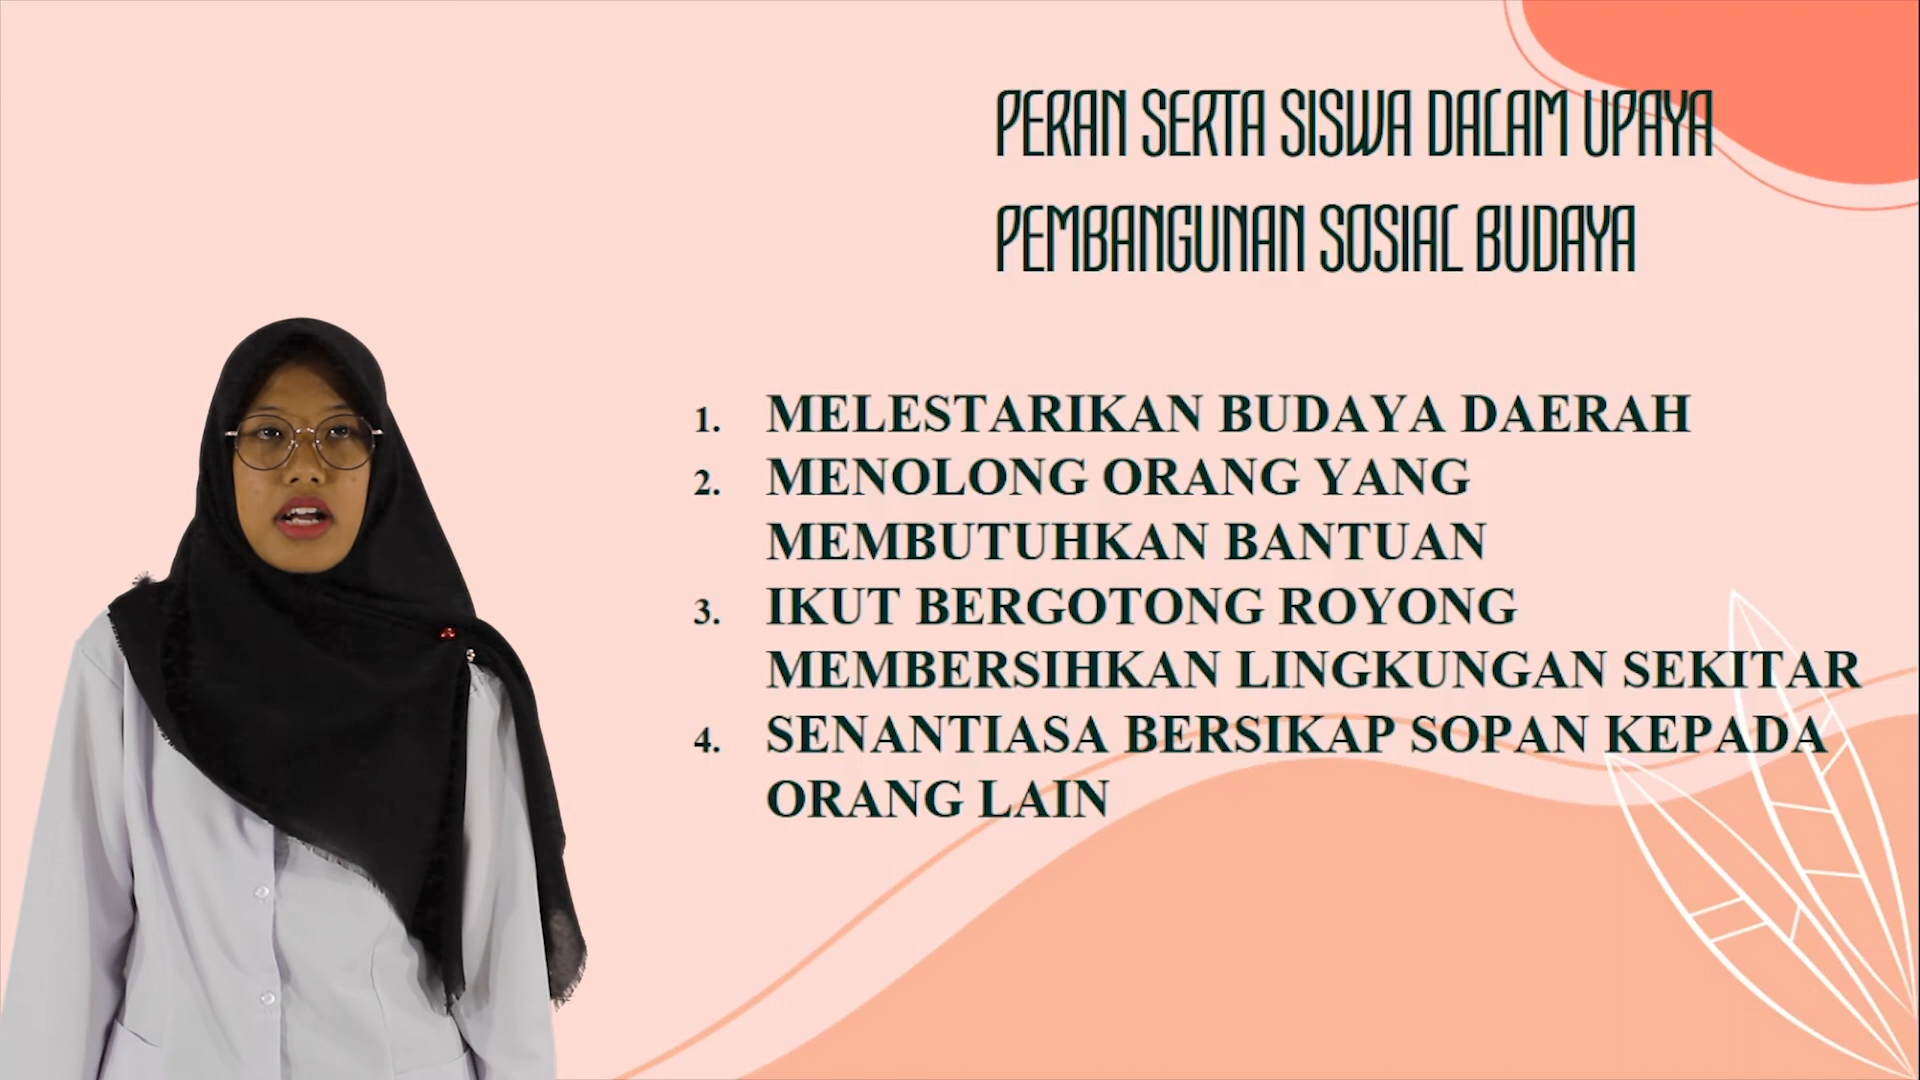 PERAN SERTA SISWA DALAM UPAYA
PEMBANGUNAN SOSIAL BUDAYA
1. MELESTARIKAN BUDAYA DAERAH
2. MENOLONG ORANG YANG
MEMBUTUHKAN BANTUAN
3. IKUT BERGOTONG ROYONG
MEMBERSIHKAN LINGKUNGAN SEKITAR
4. SENANTIASA BERSIKAP SOPAN KEPADA
ORANG LAIN